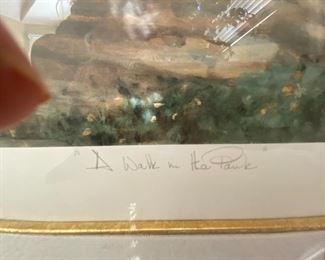 "A Walk in the Park"